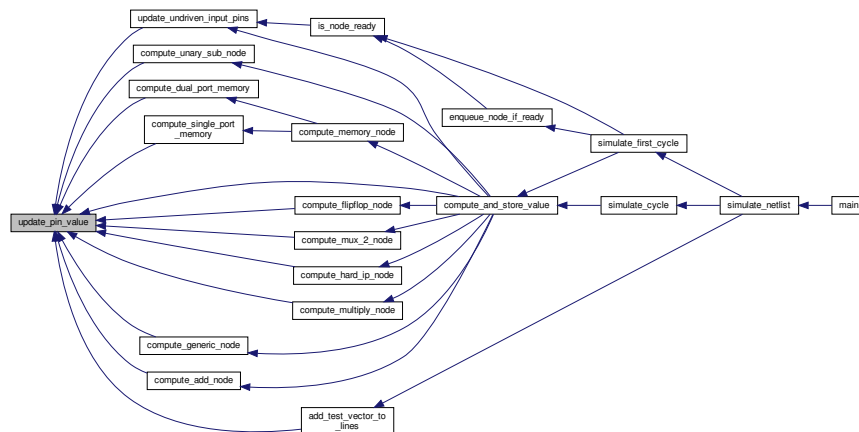 update_undriven_input_pins
is_node_ready
compute_unary_sub_node
compute_dual_port_memory
enqueue_node_if_ready
compute_single_port
_memory
compute_memory_node
simulate_first_cycle
compute_flipflop_node
compute_and_store_value
simulate_cycle
simulate_netlist
main
update_pin_value
compute_mux_2_node
compute_hard_ip_node
compute_multiply_node
compute_generic_node
compute_add_node
add_test_vector_to
_lines